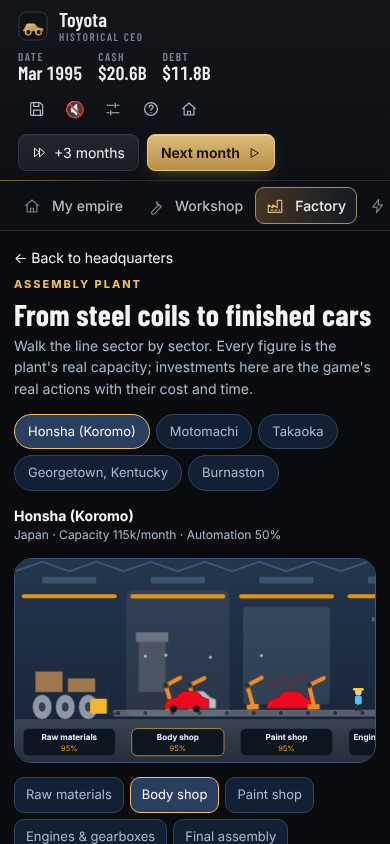 Toyota
HISTORICAL CEO
DATE CASH DEBT
Mar 1995 $20.6B $11.8B
+3 months Next month
My empire Workshop Factory
← Back to headquarters
ASSEMBLY PLANT
From steel coils to finished cars
Walk the line sector by sector. Every figure is the
plant's real capacity; investments here are the game's
real actions with their cost and time.
Honsha (Koromo) Motomachi Takaoka
Georgetown, Kentucky Burnaston
Honsha (Koromo)
Japan · Capacity 115k/month · Automation 50%
Raw materials Body shop Paint shop Engin
95% 95% 95%
Raw materials Body shop Paint shop
Engines & gearboxes Final assembly